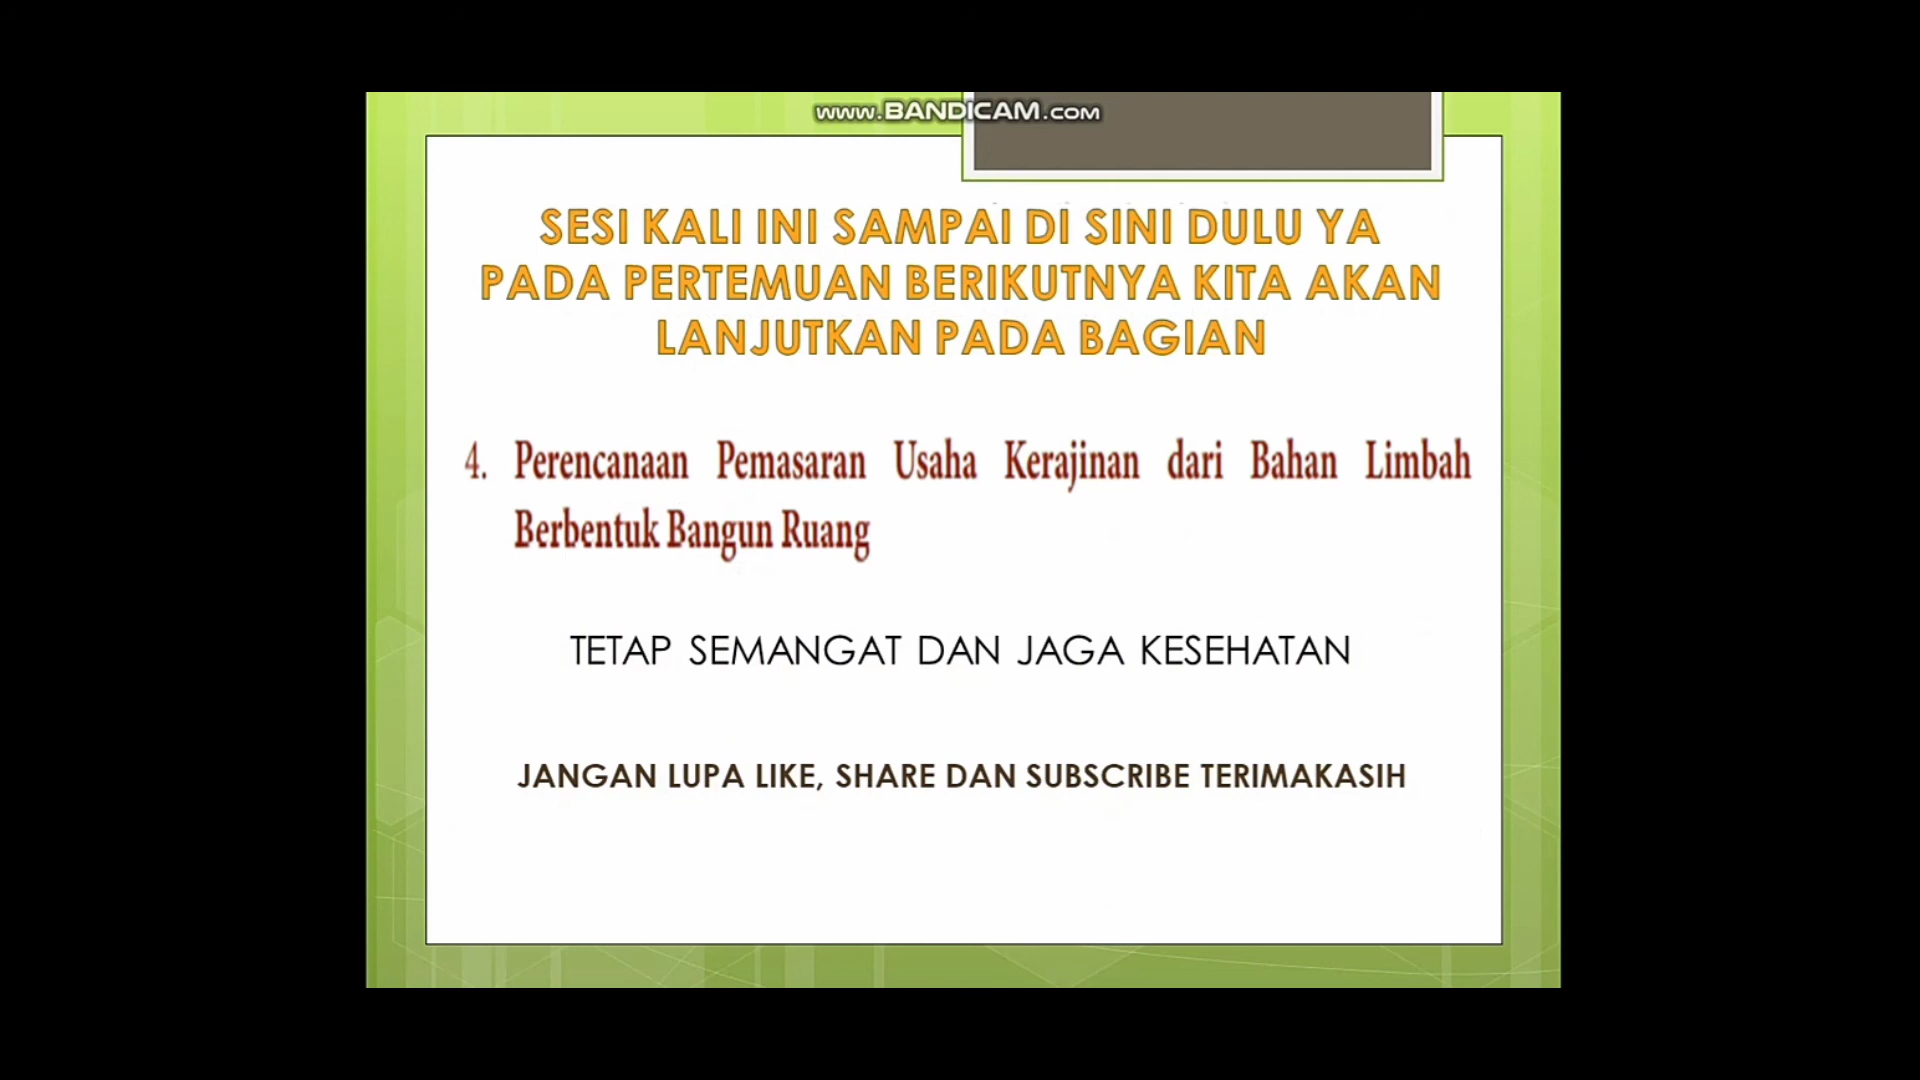 www.BANDICAM.com
SESI KALI INI SAMPAI DI SINI DULU YA
PADA PERTEMUAN BERIKUTNYA KITA AKAN
LANJUTKAN PADA BAGIAN
4. Perencanaan Pemasaran Usaha Kerajinan dari Bahan Limbah
Berbentuk Bangun Ruang
TETAP SEMANGAT DAN JAGA KESEHATAN
JANGAN LUPA LIKE, SHARE DAN SUBSCRIBE TERIMAKASIH